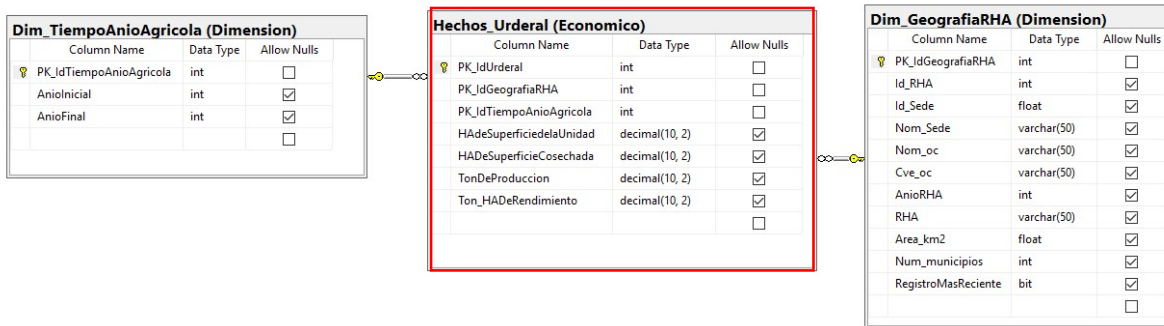 Dim_TiempoAnioAgricola (Dimension)
Column Name Data Type Allow Nulls
PK_IdTiempoAnioAgricola int
AnioInicial int
AnioFinal int
Hechos_Urderal (Economico)
Column Name Data Type Allow Nulls
PK_IdUrderal int
PK_IdGeografiaRHA int
PK_IdTiempoAnioAgricola int
HAdeSuperficiedelaUnidad decimal(10, 2)
HADeSuperficieCosechada decimal(10, 2)
TonDeProduccion decimal(10, 2)
Ton_HADeRendimiento decimal(10, 2)
Dim_GeografiaRHA (Dimension)
Column Name Data Type Allow Nulls
PK_IdGeografiaRHA int
Id_RHA int
Id_Sede float
Nom_Sede varchar(50)
Nom_oc varchar(50)
Cve_oc varchar(50)
AnioRHA int
RHA varchar(50)
Area_km2 float
Num_municipios int
RegistroMasReciente bit